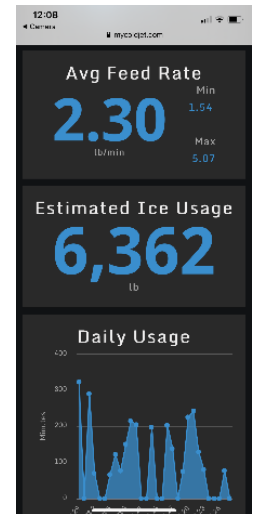 12:08
◀ Camera
mycoldjet.com
Avg Feed Rate
2.30
lb/min
Min
1.54
Max
5.07
Estimated Ice Usage
6,362
lb
Daily Usage
400
300
200
100
0
Minutes